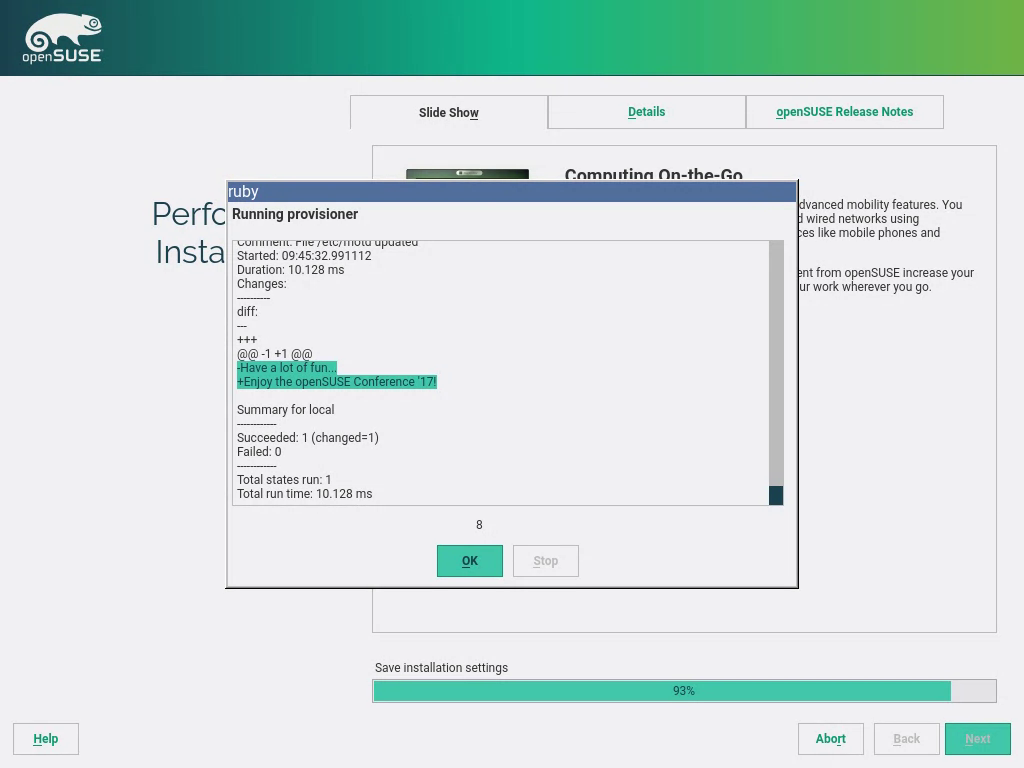 openSUSE
Slide Show
Details
openSUSE Release Notes
Perfo
Insta
Computing On-the-Go
dvanced mobility features. You
d wired networks using
ces like mobile phones and
ent from openSUSE increase your
ur work wherever you go.
ruby
Running provisioner
Comment: File /etc/motd updated
Started: 09:45:32.991112
Duration: 10.128 ms
Changes:
----------
diff:
---
+++
@@ -1 +1 @@
-Have a lot of fun...
+Enjoy the openSUSE Conference '17!
Summary for local
------------
Succeeded: 1 (changed=1)
Failed: 0
------------
Total states run: 1
Total run time: 10.128 ms
8
OK
Stop
Save installation settings
93%
Help
Abort
Back
Next